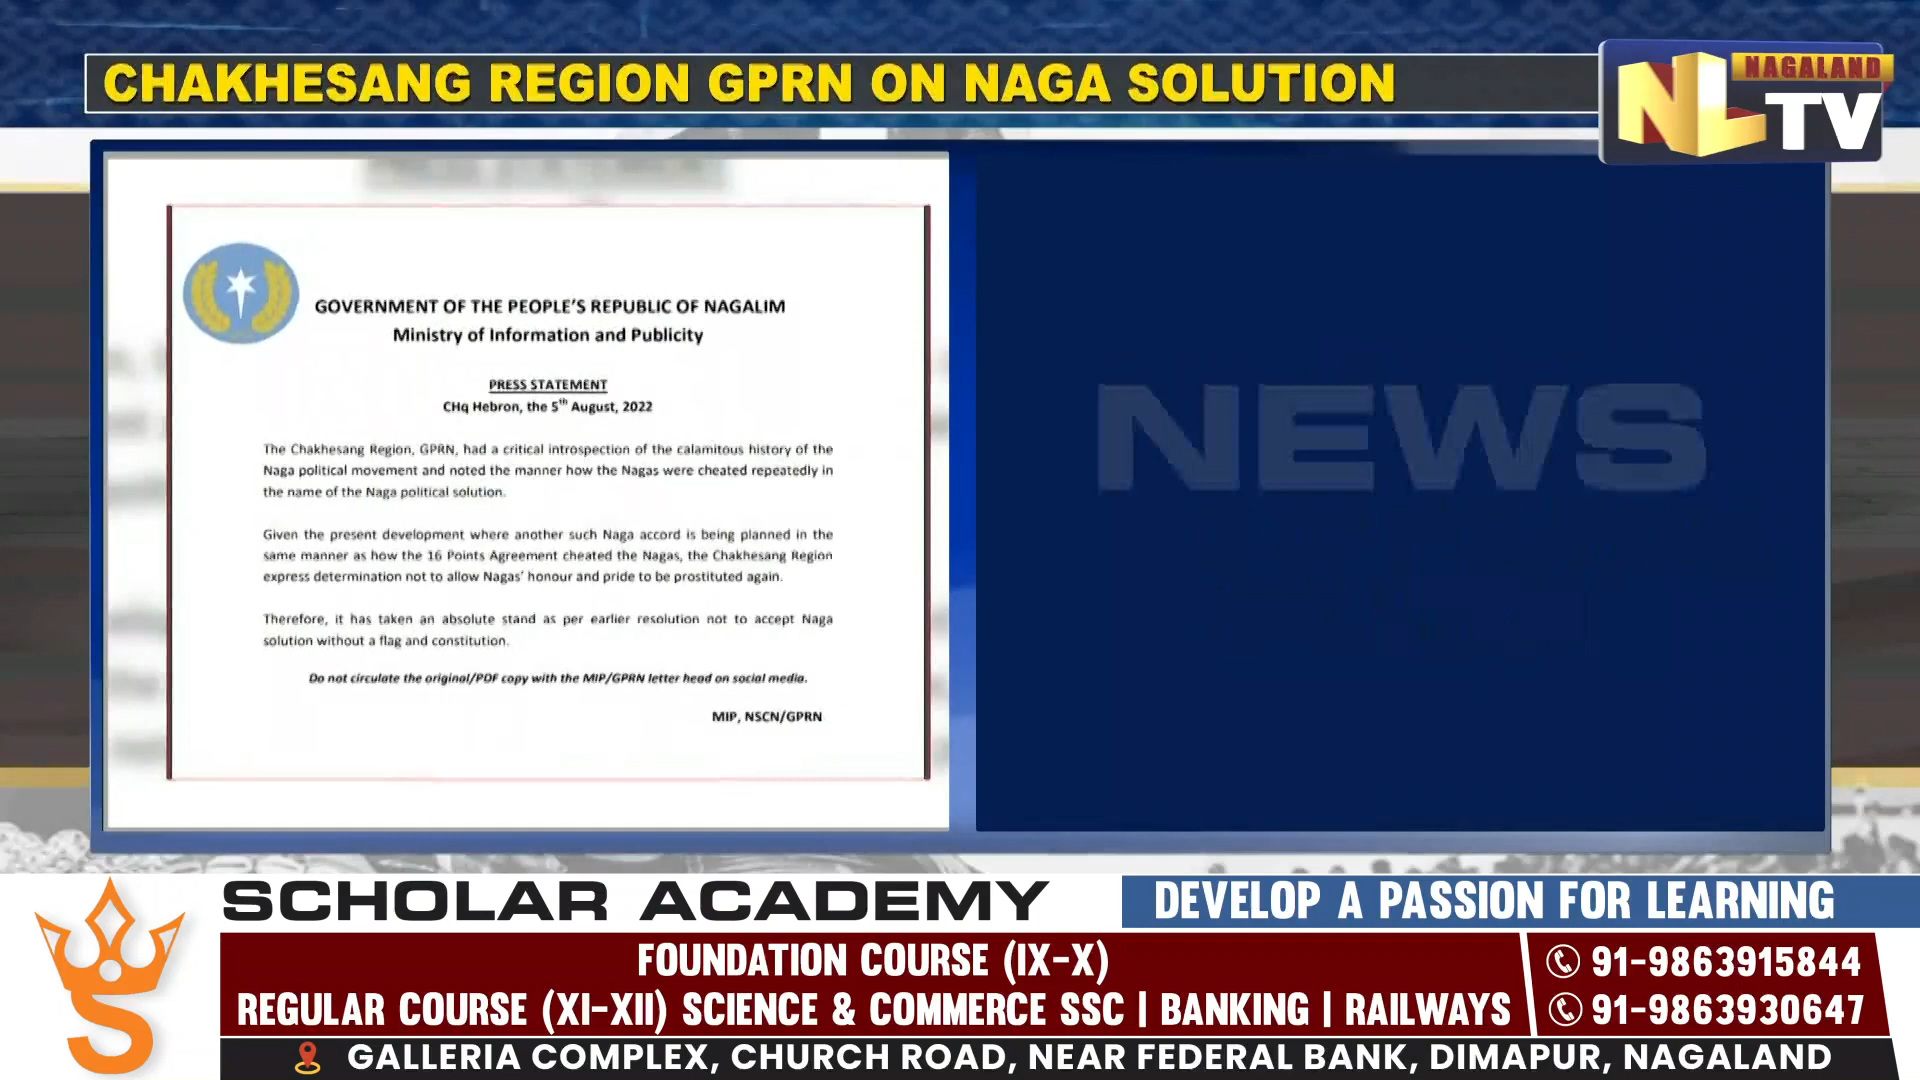 CHAKHESANG REGION GPRN ON NAGA SOLUTION
NL NAGALAND TV
GOVERNMENT OF THE PEOPLE'S REPUBLIC OF NAGALIM
Ministry of Information and Publicity
PRESS STATEMENT
CHq Hebron, the 5th August, 2022
The Chakhesang Region, GPRN, had a critical introspection of the calamitous history of the
Naga political movement and noted the manner how the Nagas were cheated repeatedly in
the name of the Naga political solution.
Given the present development where another such Naga accord is being planned in the
same manner as how the 16 Points Agreement cheated the Nagas, the Chakhesang Region
express determination not to allow Nagas' honour and pride to be prostituted again.
Therefore, it has taken an absolute stand as per earlier resolution not to accept Naga
solution without a flag and constitution.
Do not circulate the original/PDF copy with the MIP/GPRN letter head on social media.
MIP, NSCN/GPRN
NEWS
SCHOLAR ACADEMY
DEVELOP A PASSION FOR LEARNING
FOUNDATION COURSE (IX-X)
REGULAR COURSE (XI-XII) SCIENCE & COMMERCE SSC | BANKING | RAILWAYS
91-9863915844
91-9863930647
GALLERIA COMPLEX, CHURCH ROAD, NEAR FEDERAL BANK, DIMAPUR, NAGALAND